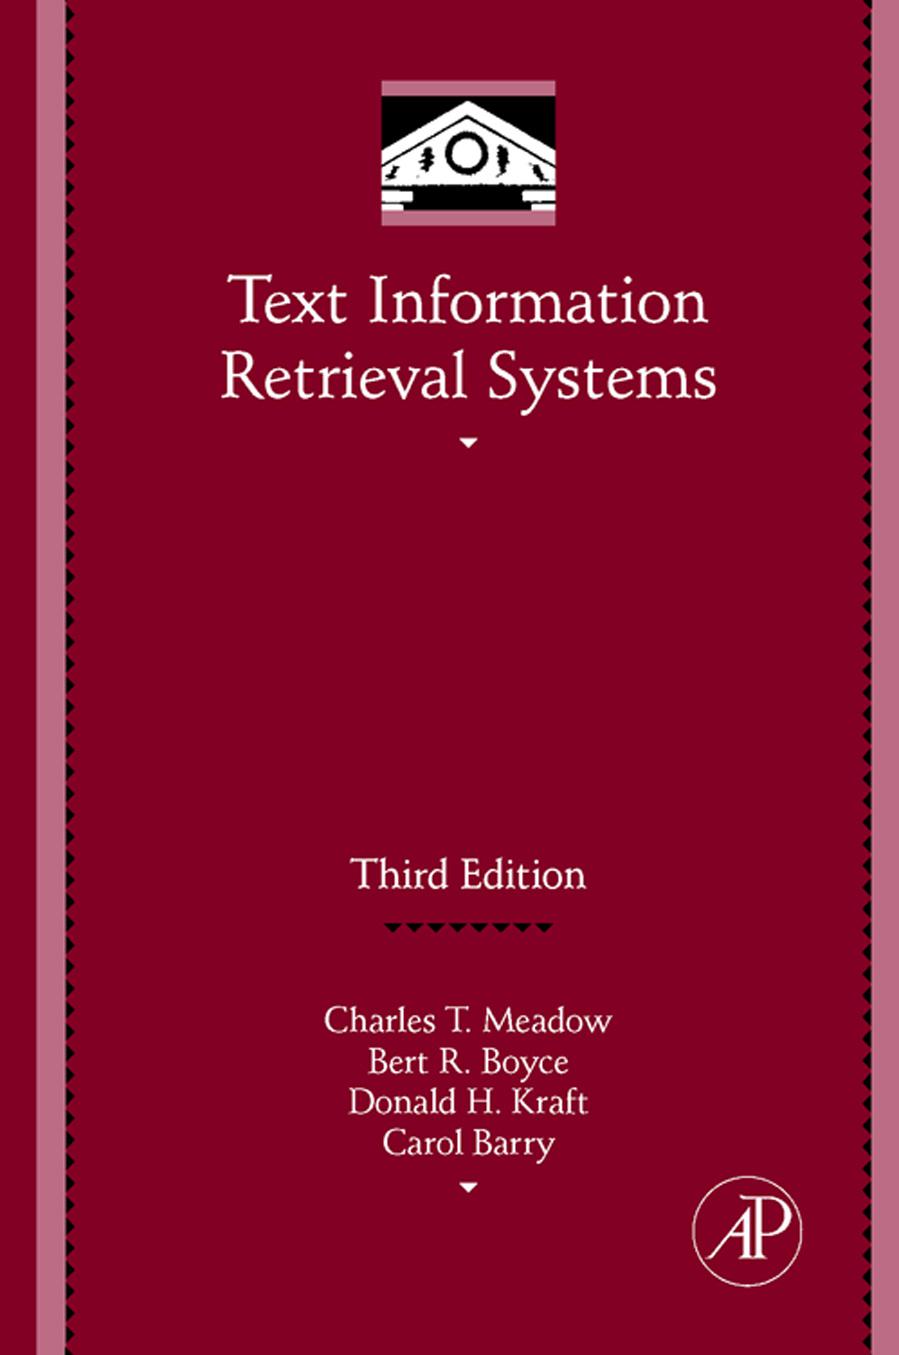 Text Information
Retrieval Systems
Third Edition
Charles T. Meadow
Bert R. Boyce
Donald H. Kraft
Carol Barry
AP